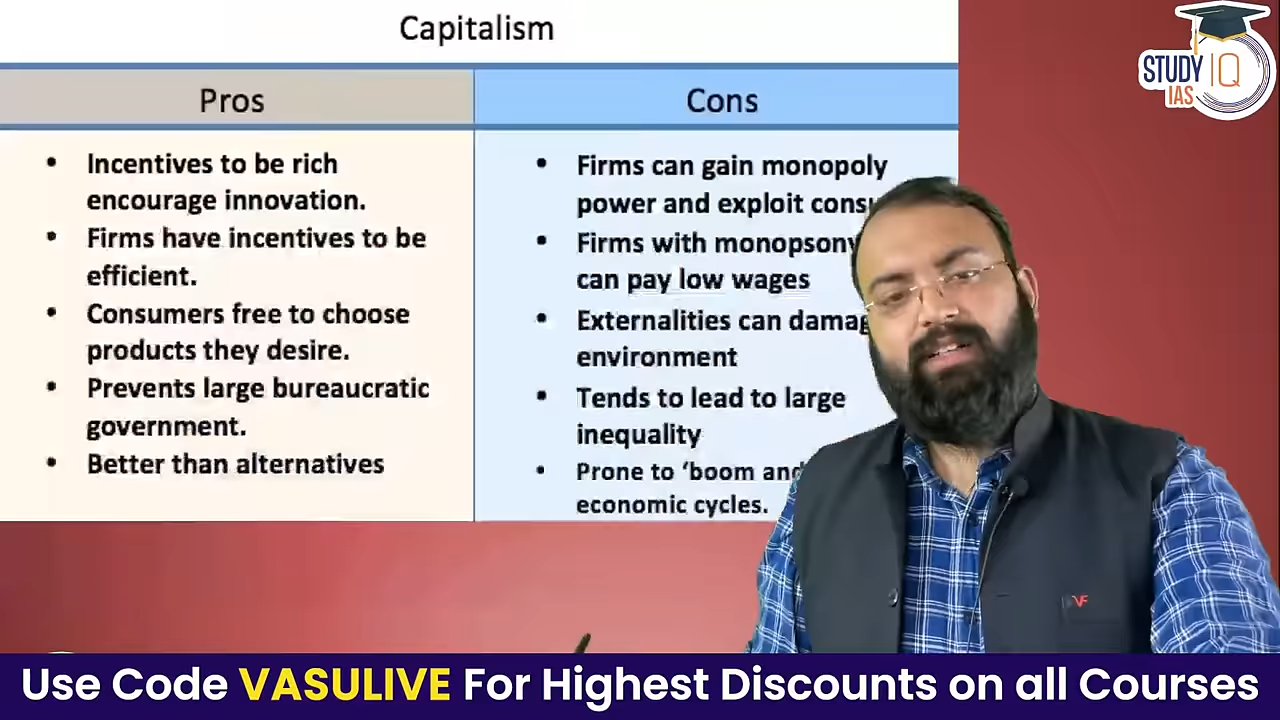 Capitalism
Pros
Cons
• Incentives to be rich
encourage innovation.
• Firms have incentives to be
efficient.
• Consumers free to choose
products they desire.
• Prevents large bureaucratic
government.
• Better than alternatives
• Firms can gain monopoly
power and exploit
• Firms with monopsony
can pay low wages
• Externalities can
environment
• Tends to lead to large
inequality
• Prone to ‘boom and
economic cycles.
STUDY IQ
IAS
VF
Use Code VASULIVE For Highest Discounts on all Courses